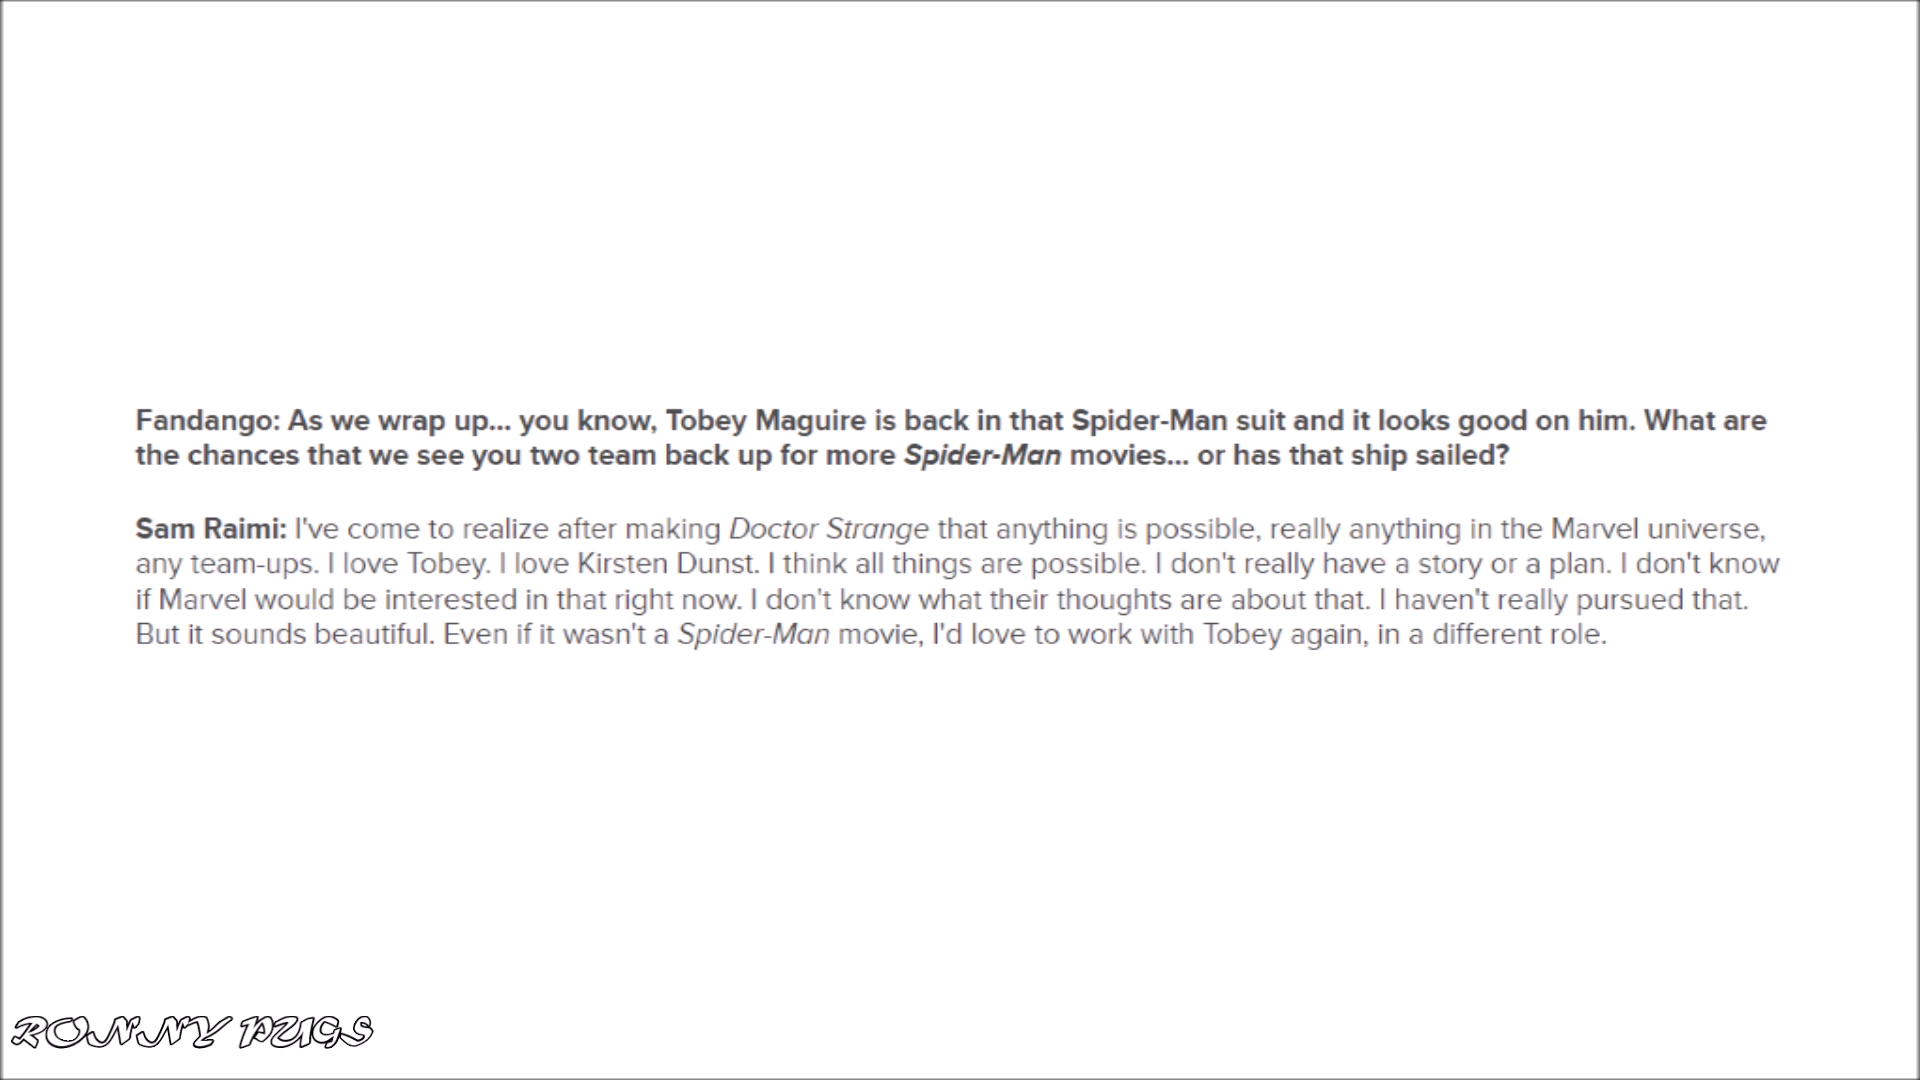 Fandango: As we wrap up... you know, Tobey Maguire is back in that Spider-Man suit and it looks good on him. What are
the chances that we see you two team back up for more Spider-Man movies... or has that ship sailed?
Sam Raimi: I've come to realize after making Doctor Strange that anything is possible, really anything in the Marvel universe,
any team-ups. I love Tobey. I love Kirsten Dunst. I think all things are possible. I don't really have a story or a plan. I don't know
if Marvel would be interested in that right now. I don't know what their thoughts are about that. I haven't really pursued that.
But it sounds beautiful. Even if it wasn't a Spider-Man movie, I'd love to work with Tobey again, in a different role.
RONNY PUGS